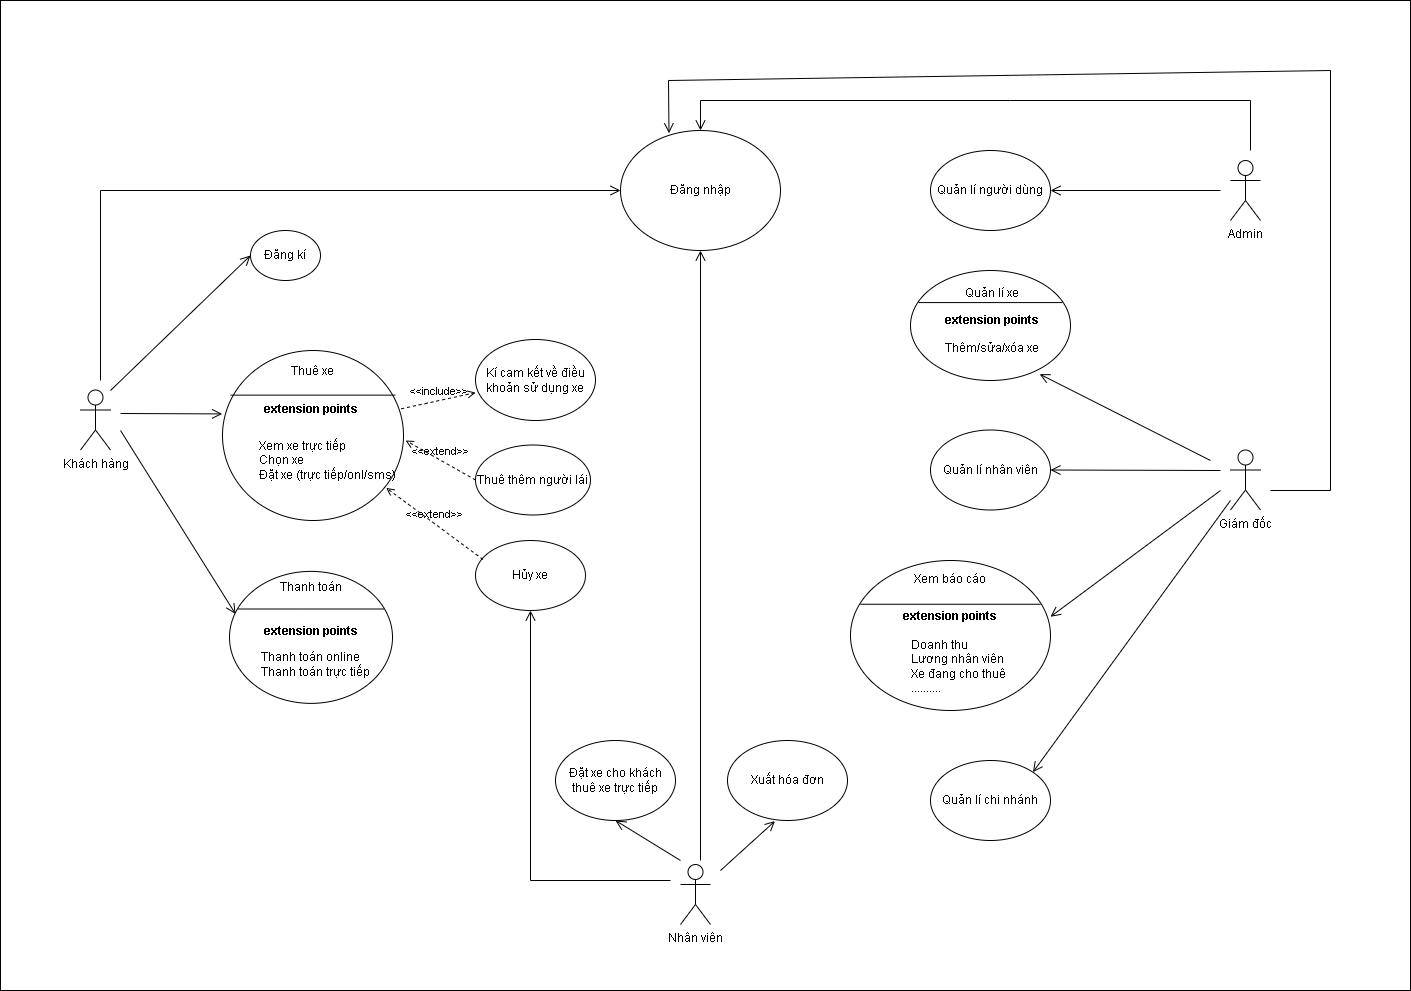 Đăng nhập
Quản lí người dùng
Admin
Đăng kí
Quản lí xe
extension points
Thêm/sửa/xóa xe
Thuê xe
extension points
Xem xe trực tiếp
Chọn xe
Đặt xe (trực tiếp/onl/sms)
<<include>>
Kí cam kết về điều
khoản sử dụng xe
<<extend>>
Thuê thêm người lái
<<extend>>
Hủy xe
Khách hàng
Quản lí nhân viên
Giám đốc
Thanh toán
extension points
Thanh toán online
Thanh toán trực tiếp
Xem báo cáo
extension points
Doanh thu
Lương nhân viên
Xe đang cho thuê
..........
Đặt xe cho khách
thuê xe trực tiếp
Xuất hóa đơn
Quản lí chi nhánh
Nhân viên